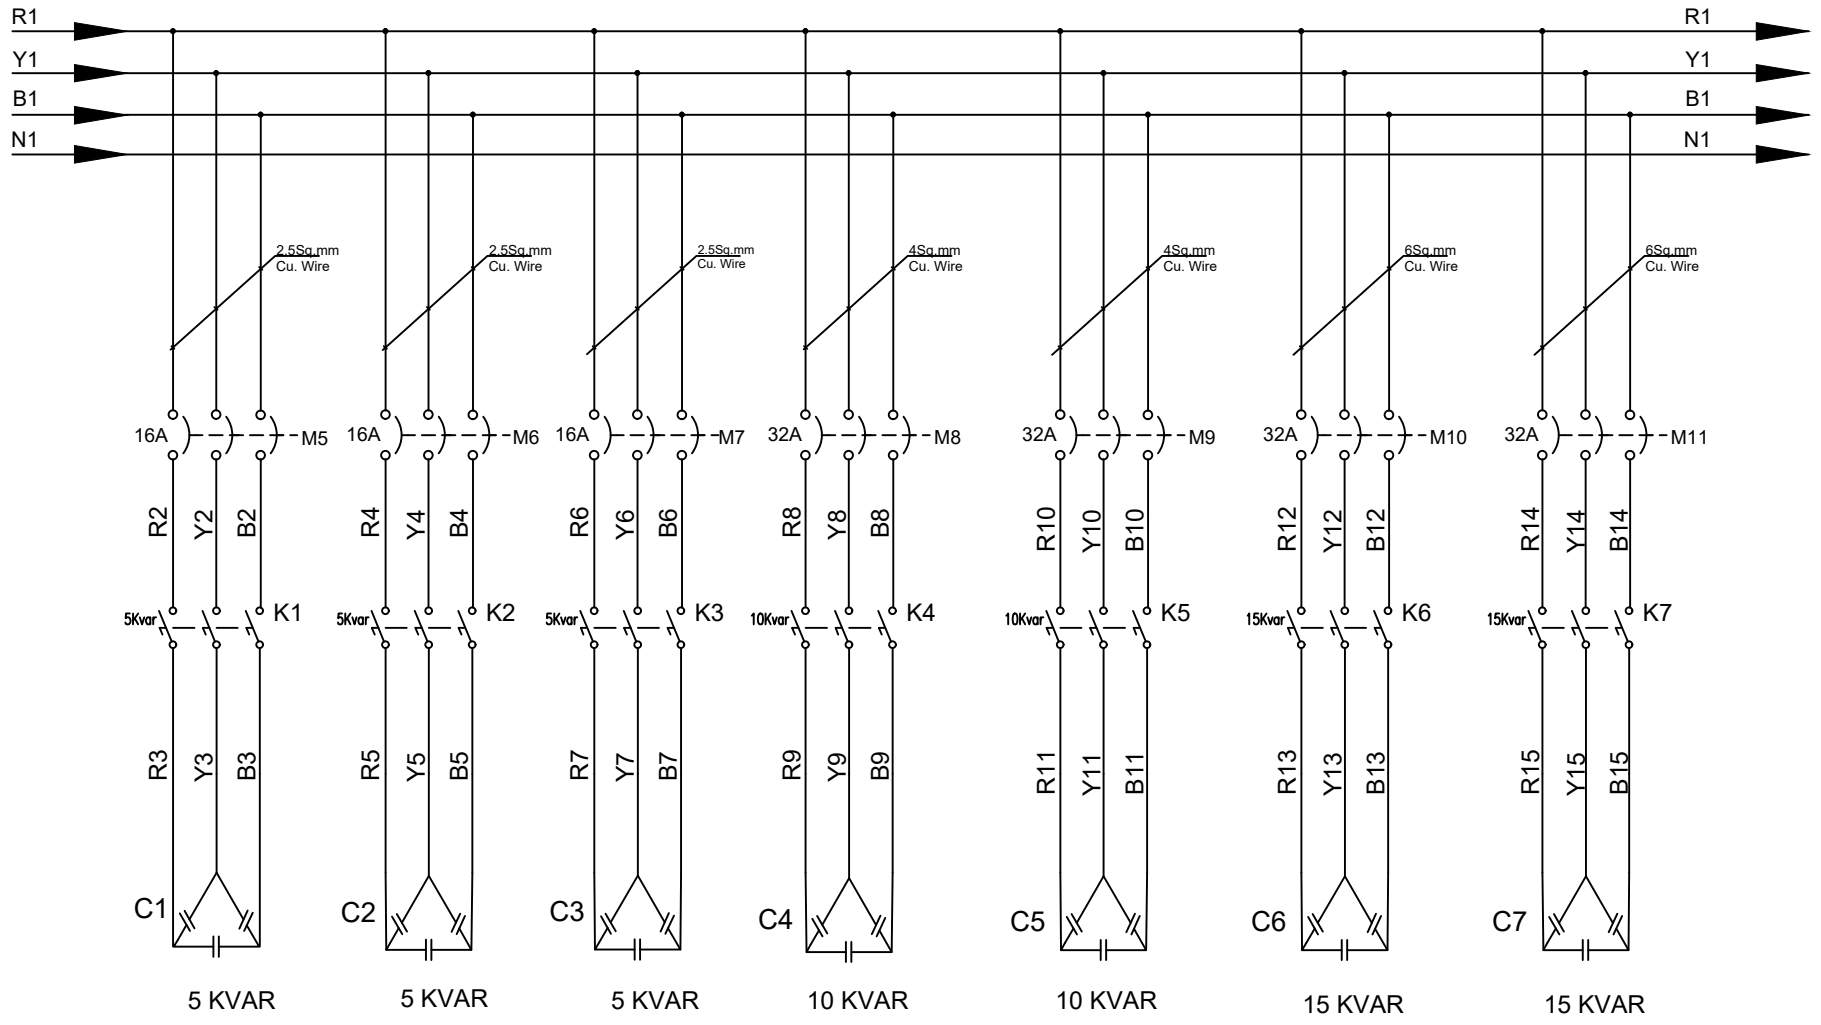 R1 R1
Y1 Y1
B1 B1
N1 N1
2.5Sq.mm 2.5Sq.mm 2.5Sq.mm 4Sq.mm 4Sq.mm 6Sq.mm 6Sq.mm
Cu. Wire Cu. Wire Cu. Wire Cu. Wire Cu. Wire Cu. Wire Cu. Wire
16A M5 16A M6 16A M7 32A M8 32A M9 32A M10 32A M11
R2 Y2 B2 R4 Y4 B4 R6 Y6 B6 R8 Y8 B8 R10 Y10 B10 R12 Y12 B12 R14 Y14 B14
5Kvar K1 5Kvar K2 5Kvar K3 10Kvar K4 10Kvar K5 15Kvar K6 15Kvar K7
R3 Y3 B3 R5 Y5 B5 R7 Y7 B7 R9 Y9 B9 R11 Y11 B11 R13 Y13 B13 R15 Y15 B15
C1 C2 C3 C4 C5 C6 C7
5 KVAR 5 KVAR 5 KVAR 10 KVAR 10 KVAR 15 KVAR 15 KVAR